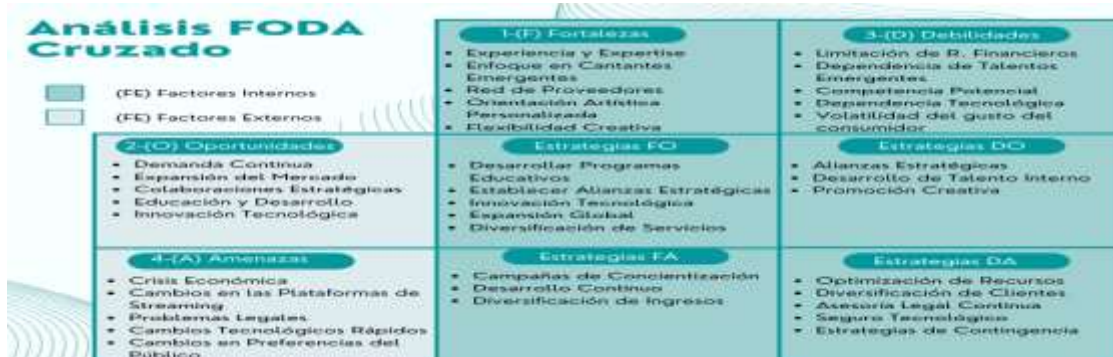 Análisis FODA
Cruzado
(FE) Factores Internos
(FE) Factores Externos
1-(F) Fortalezas
• Experiencia y Expertise
• Enfoque en Cantantes
Emergentes
• Red de Proveedores
• Orientación Artística
Personalizada
• Flexibilidad Creativa
3-(D) Debilidades
• Limitación de R. Financieros
• Dependencia de Talentos
Emergentes
• Competencia Potencial
• Dependencia Tecnológica
• Volatilidad del gusto del
consumidor
2-(O) Oportunidades
• Demanda Continua
• Expansión del Mercado
• Colaboraciones Estratégicas
• Educación y Desarrollo
• Innovación Tecnológica
Estrategias FO
• Desarrollar Programas
Educativos
• Establecer Alianzas Estratégicas
• Innovación Tecnológica
• Expansión Global
• Diversificación de Servicios
Estrategias DO
• Alianzas Estratégicas
• Desarrollo de Talento Interno
• Promoción Creativa
4-(A) Amenazas
• Crisis Económica
• Cambios en las Plataformas de
Streaming
• Problemas Legales
• Cambios Tecnológicos Rápidos
• Cambios en Preferencias del
Público
Estrategias FA
• Campañas de Concientización
• Desarrollo Continuo
• Diversificación de Ingresos
Estrategias DA
• Optimización de Recursos
• Diversificación de Clientes
• Asesoría Legal Continua
• Seguro Tecnológico
• Estrategias de Contingencia